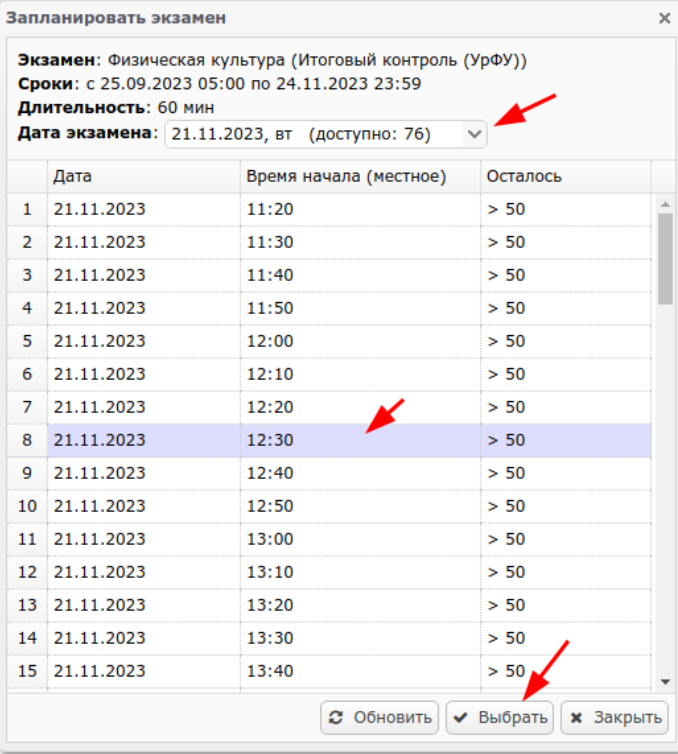 Запланировать экзамен
Экзамен: Физическая культура (Итоговый контроль (УрФУ))
Сроки: с 25.09.2023 05:00 по 24.11.2023 23:59
Длительность: 60 мин
Дата экзамена: 21.11.2023, вт (доступно: 76)
Дата Время начала (местное) Осталось
1 21.11.2023 11:20 > 50
2 21.11.2023 11:30 > 50
3 21.11.2023 11:40 > 50
4 21.11.2023 11:50 > 50
5 21.11.2023 12:00 > 50
6 21.11.2023 12:10 > 50
7 21.11.2023 12:20 > 50
8 21.11.2023 12:30 > 50
9 21.11.2023 12:40 > 50
10 21.11.2023 12:50 > 50
11 21.11.2023 13:00 > 50
12 21.11.2023 13:10 > 50
13 21.11.2023 13:20 > 50
14 21.11.2023 13:30 > 50
15 21.11.2023 13:40 > 50
Обновить Выбрать Закрыть